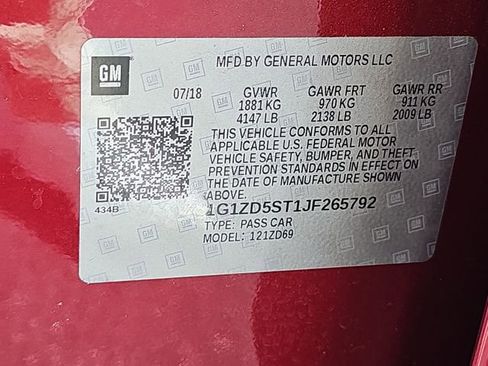 GM
MFD BY GENERAL MOTORS LLC
07/18 GVWR GAWR FRT GAWR RR
1881 KG 970 KG 911 KG
4147 LB 2138 LB 2009 LB
THIS VEHICLE CONFORMS TO ALL
APPLICABLE U.S. FEDERAL MOTOR
VEHICLE SAFETY, BUMPER, AND THEFT
PREVENTION STANDARDS IN EFFECT ON
THE DATE OF MANUFACTURE SHOWN ABOVE.
434B
1G1ZD5ST1JF265792
TYPE: PASS CAR
MODEL: 121ZD69